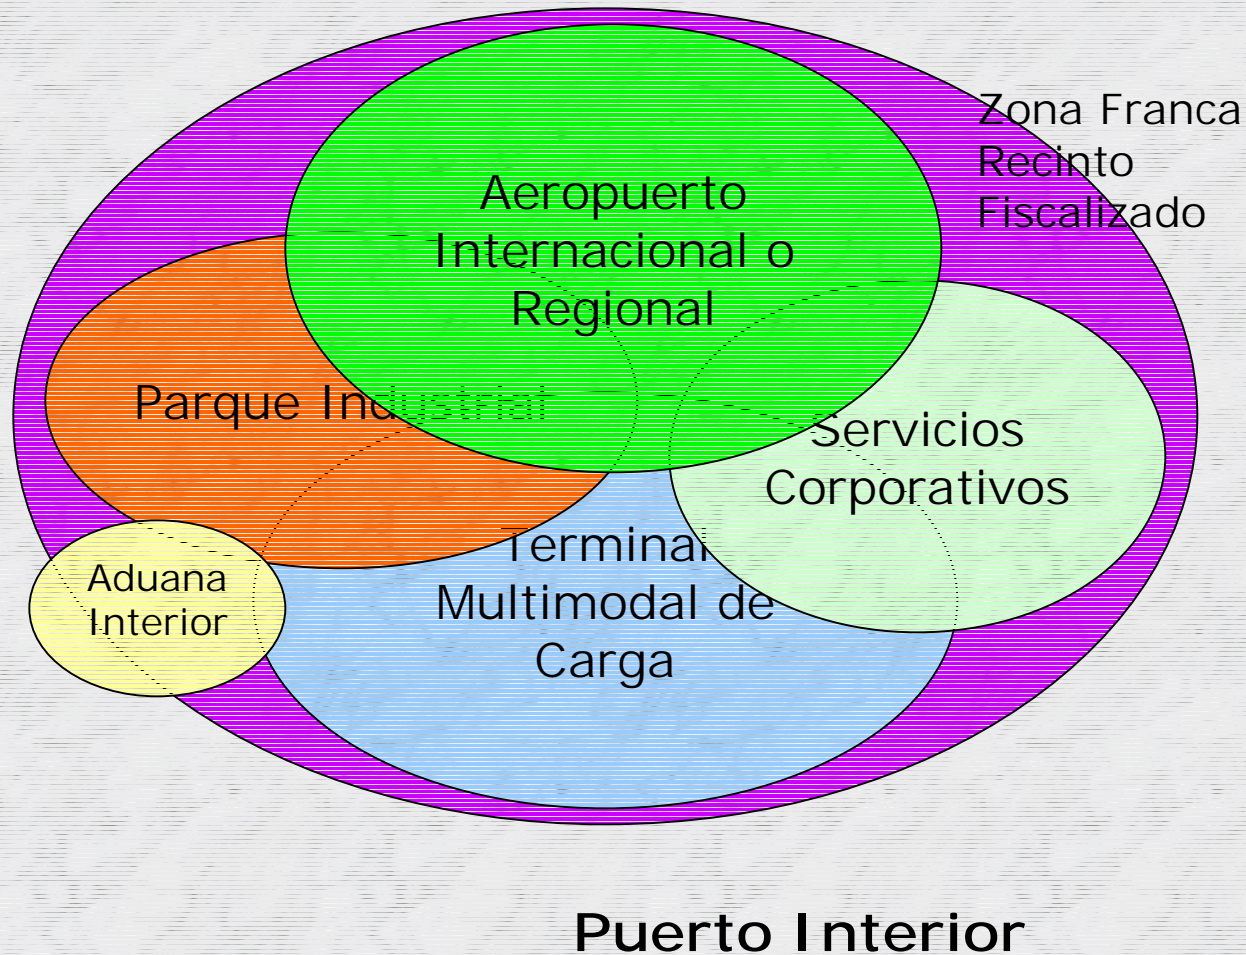 Zona Franca
Recinto
Fiscalizado
Aeropuerto
Internacional o
Regional
Parque Industrial
Servicios
Corporativos
Terminal
Multimodal de
Carga
Aduana
Interior
Puerto Interior